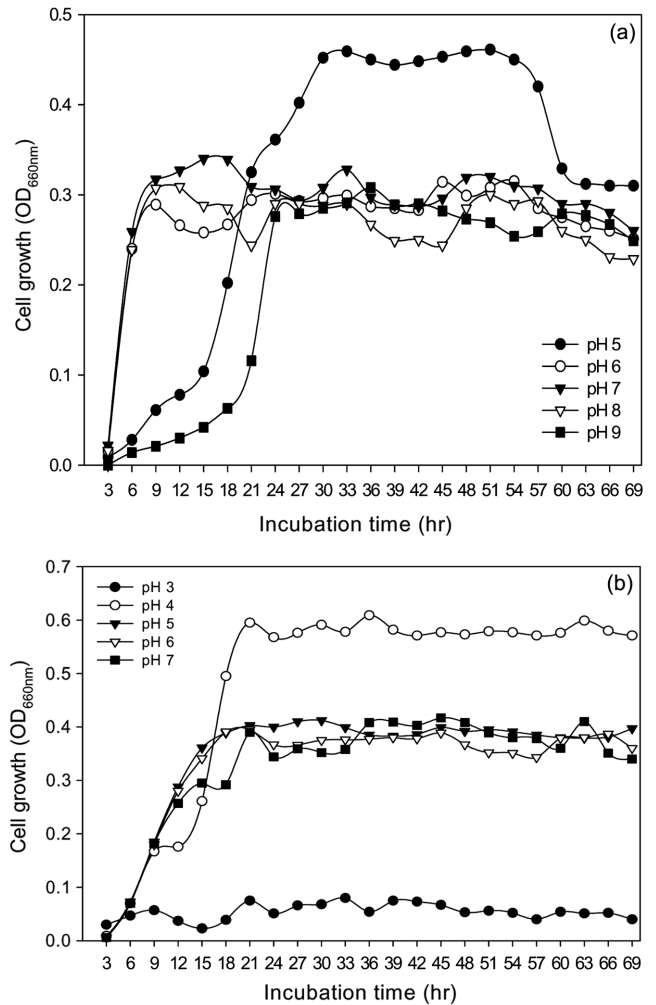 (a)
0.5
0.4
0.3
0.2
0.1
0.0
Cell growth (OD660nm)
pH 5
pH 6
pH 7
pH 8
pH 9
3 6 9 12 15 18 21 24 27 30 33 36 39 42 45 48 51 54 57 60 63 66 69
Incubation time (hr)
(b)
0.7
0.6
0.5
0.4
0.3
0.2
0.1
0.0
Cell growth (OD660nm)
pH 3
pH 4
pH 5
pH 6
pH 7
3 6 9 12 15 18 21 24 27 30 33 36 39 42 45 48 51 54 57 60 63 66 69
Incubation time (hr)